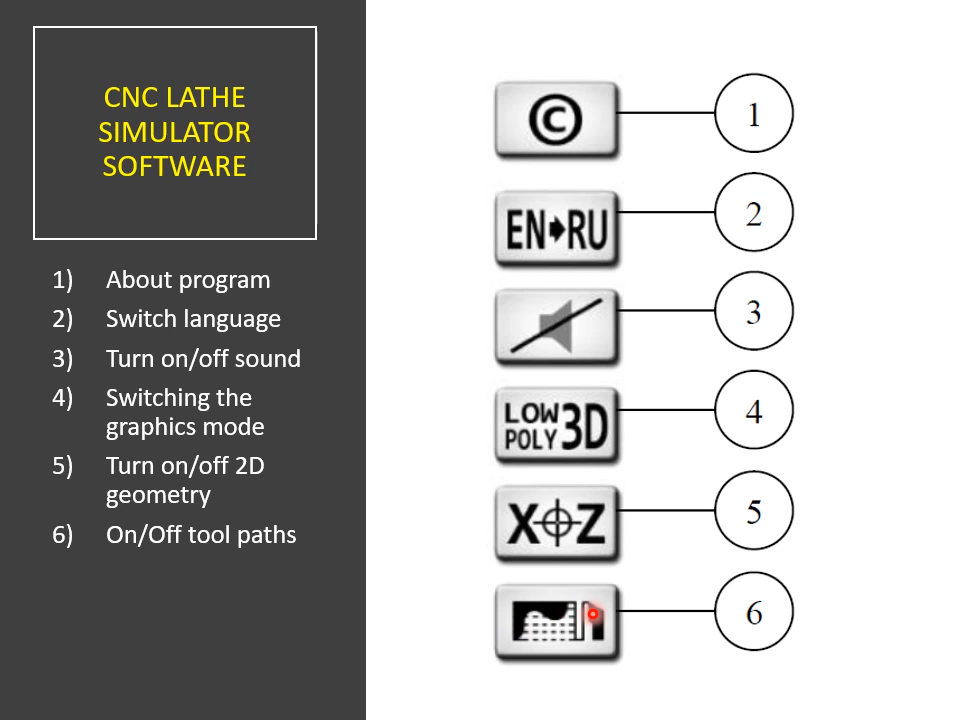 CNC LATHE
SIMULATOR
SOFTWARE
1) About program
2) Switch language
3) Turn on/off sound
4) Switching the
graphics mode
5) Turn on/off 2D
geometry
6) On/Off tool paths
©
1
EN➧RU
2
3
LOW
POLY 3D
4
X Z
5
6